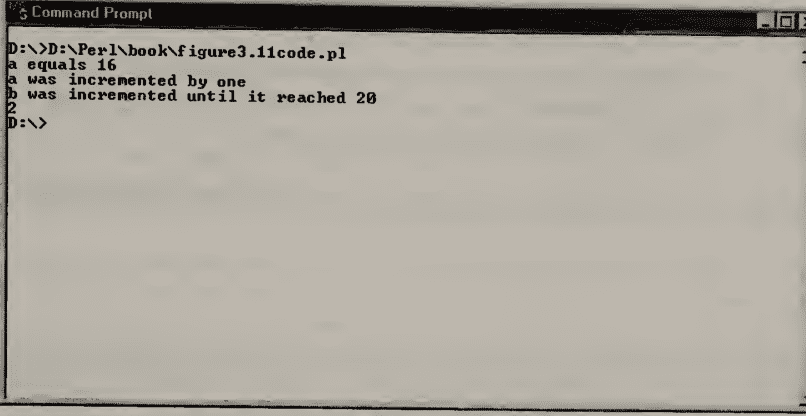 Command Prompt
D:\>D:\Perl\book\figure3.11code.pl
a equals 16
a was incremented by one
b was incremented until it reached 20
2
D:\>